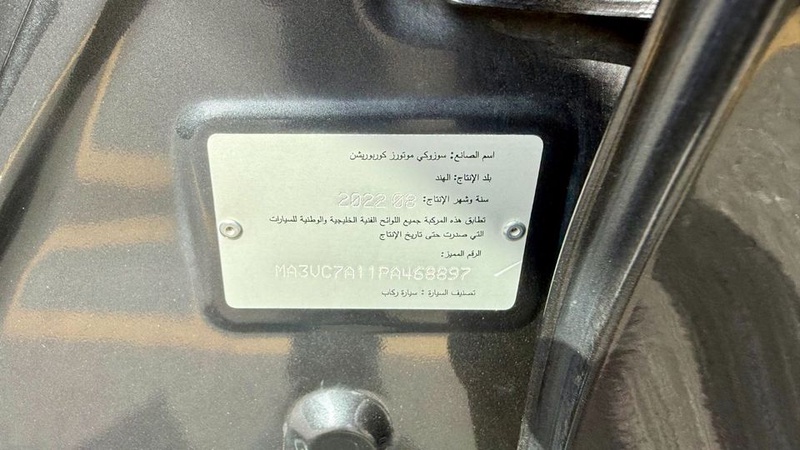 اسم الصانع: سوزوكي موتورز كوربوريشن
بلد الإنتاج: الهند
سنة وشهر الإنتاج: 2022 08
تطابق هذه المركبة جميع اللوائح الفنية الخليجية والوطنية للسيارات
التي صدرت حتى تاريخ الإنتاج
الرقم المميز:
MA3VC7A11PA468897
تصنيف السيارة : سيارة ركاب